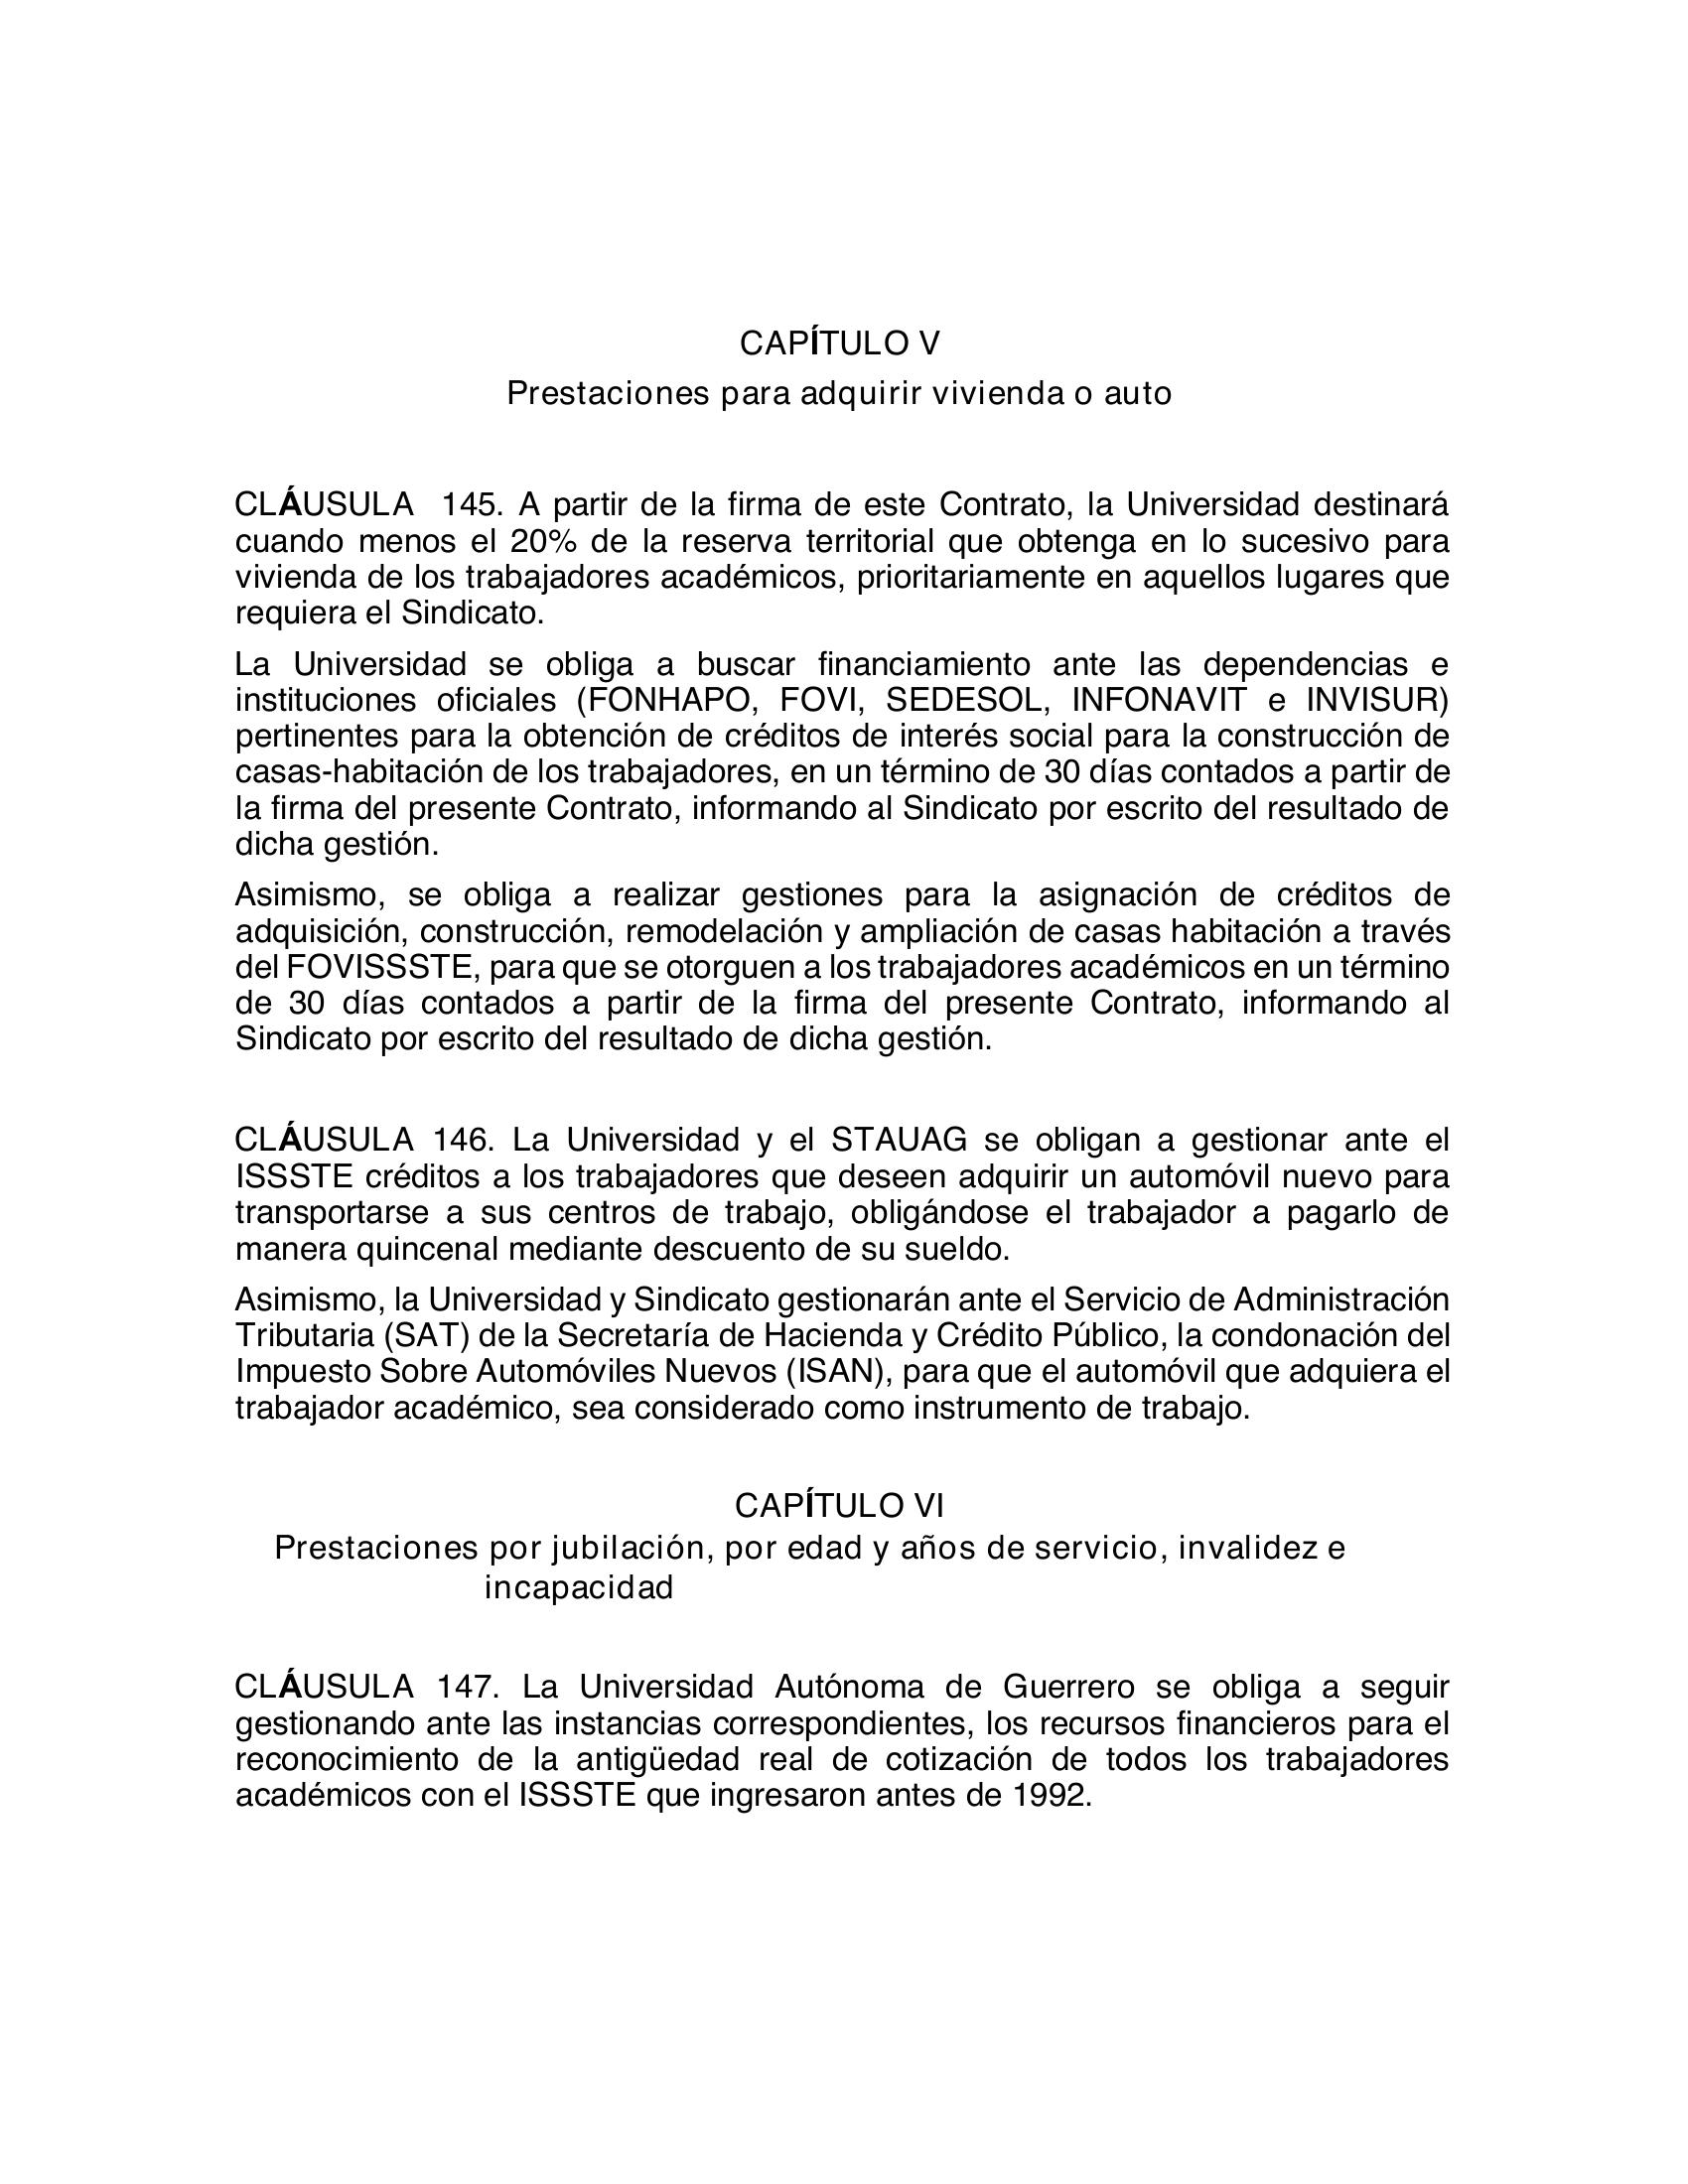 CAPÍTULO V
Prestaciones para adquirir vivienda o auto
CLÁUSULA 145. A partir de la firma de este Contrato, la Universidad destinará
cuando menos el 20% de la reserva territorial que obtenga en lo sucesivo para
vivienda de los trabajadores académicos, prioritariamente en aquellos lugares que
requiera el Sindicato.
La Universidad se obliga a buscar financiamiento ante las dependencias e
instituciones oficiales (FONHAPO, FOVI, SEDESOL, INFONAVIT e INVISUR)
pertinentes para la obtención de créditos de interés social para la construcción de
casas-habitación de los trabajadores, en un término de 30 días contados a partir de
la firma del presente Contrato, informando al Sindicato por escrito del resultado de
dicha gestión.
Asimismo, se obliga a realizar gestiones para la asignación de créditos de
adquisición, construcción, remodelación y ampliación de casas habitación a través
del FOVISSSTE, para que se otorguen a los trabajadores académicos en un término
de 30 días contados a partir de la firma del presente Contrato, informando al
Sindicato por escrito del resultado de dicha gestión.
CLÁUSULA 146. La Universidad y el STAUAG se obligan a gestionar ante el
ISSSTE créditos a los trabajadores que deseen adquirir un automóvil nuevo para
transportarse a sus centros de trabajo, obligándose el trabajador a pagarlo de
manera quincenal mediante descuento de su sueldo.
Asimismo, la Universidad y Sindicato gestionarán ante el Servicio de Administración
Tributaria (SAT) de la Secretaría de Hacienda y Crédito Público, la condonación del
Impuesto Sobre Automóviles Nuevos (ISAN), para que el automóvil que adquiera el
trabajador académico, sea considerado como instrumento de trabajo.
CAPÍTULO VI
Prestaciones por jubilación, por edad y años de servicio, invalidez e
incapacidad
CLÁUSULA 147. La Universidad Autónoma de Guerrero se obliga a seguir
gestionando ante las instancias correspondientes, los recursos financieros para el
reconocimiento de la antigüedad real de cotización de todos los trabajadores
académicos con el ISSSTE que ingresaron antes de 1992.